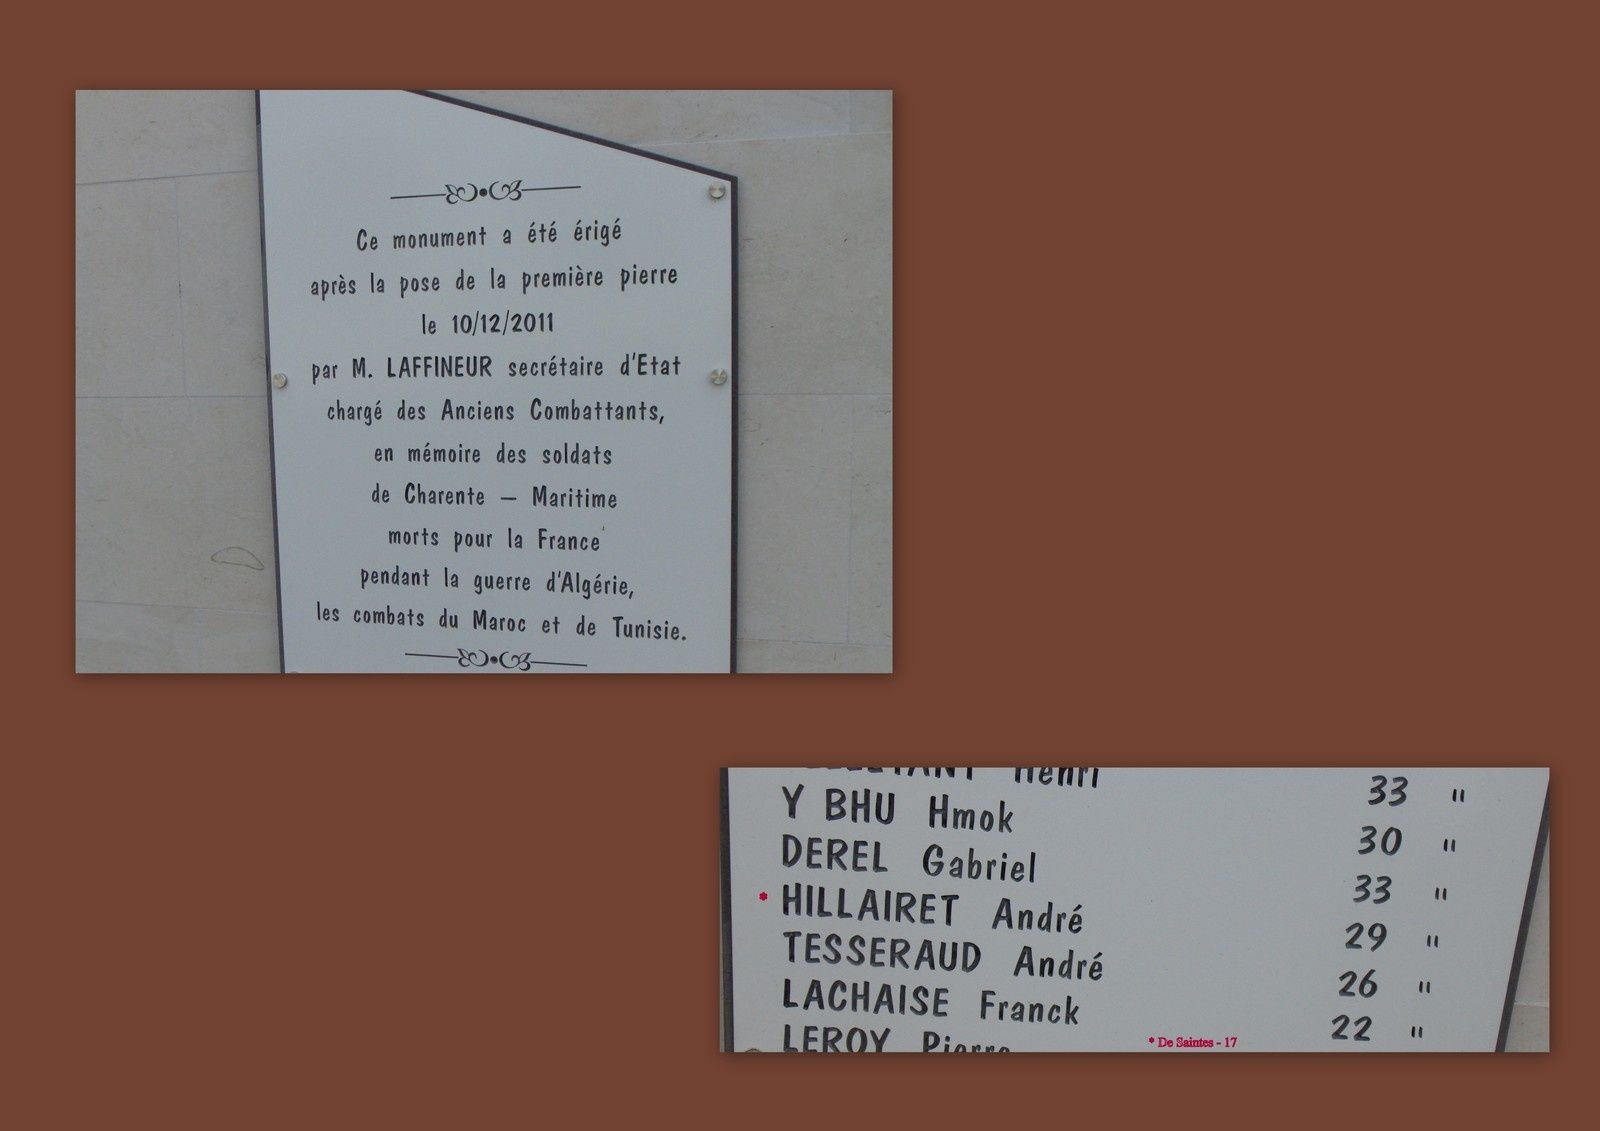 Ce monument a été érigé
après la pose de la première pierre
le 10/12/2011
par M. LAFFINEUR secrétaire d'Etat
chargé des Anciens Combattants,
en mémoire des soldats
de Charente – Maritime
morts pour la France
pendant la guerre d'Algérie,
les combats du Maroc et de Tunisie.
Henri 33 "
Y BHU Hmok 30 "
DEREL Gabriel 33 "
* HILLAIRET André 29 "
TESSERAUD André 26 "
LACHAISE Franck 22 "
LEROY Pierre
* De Saintes - 17